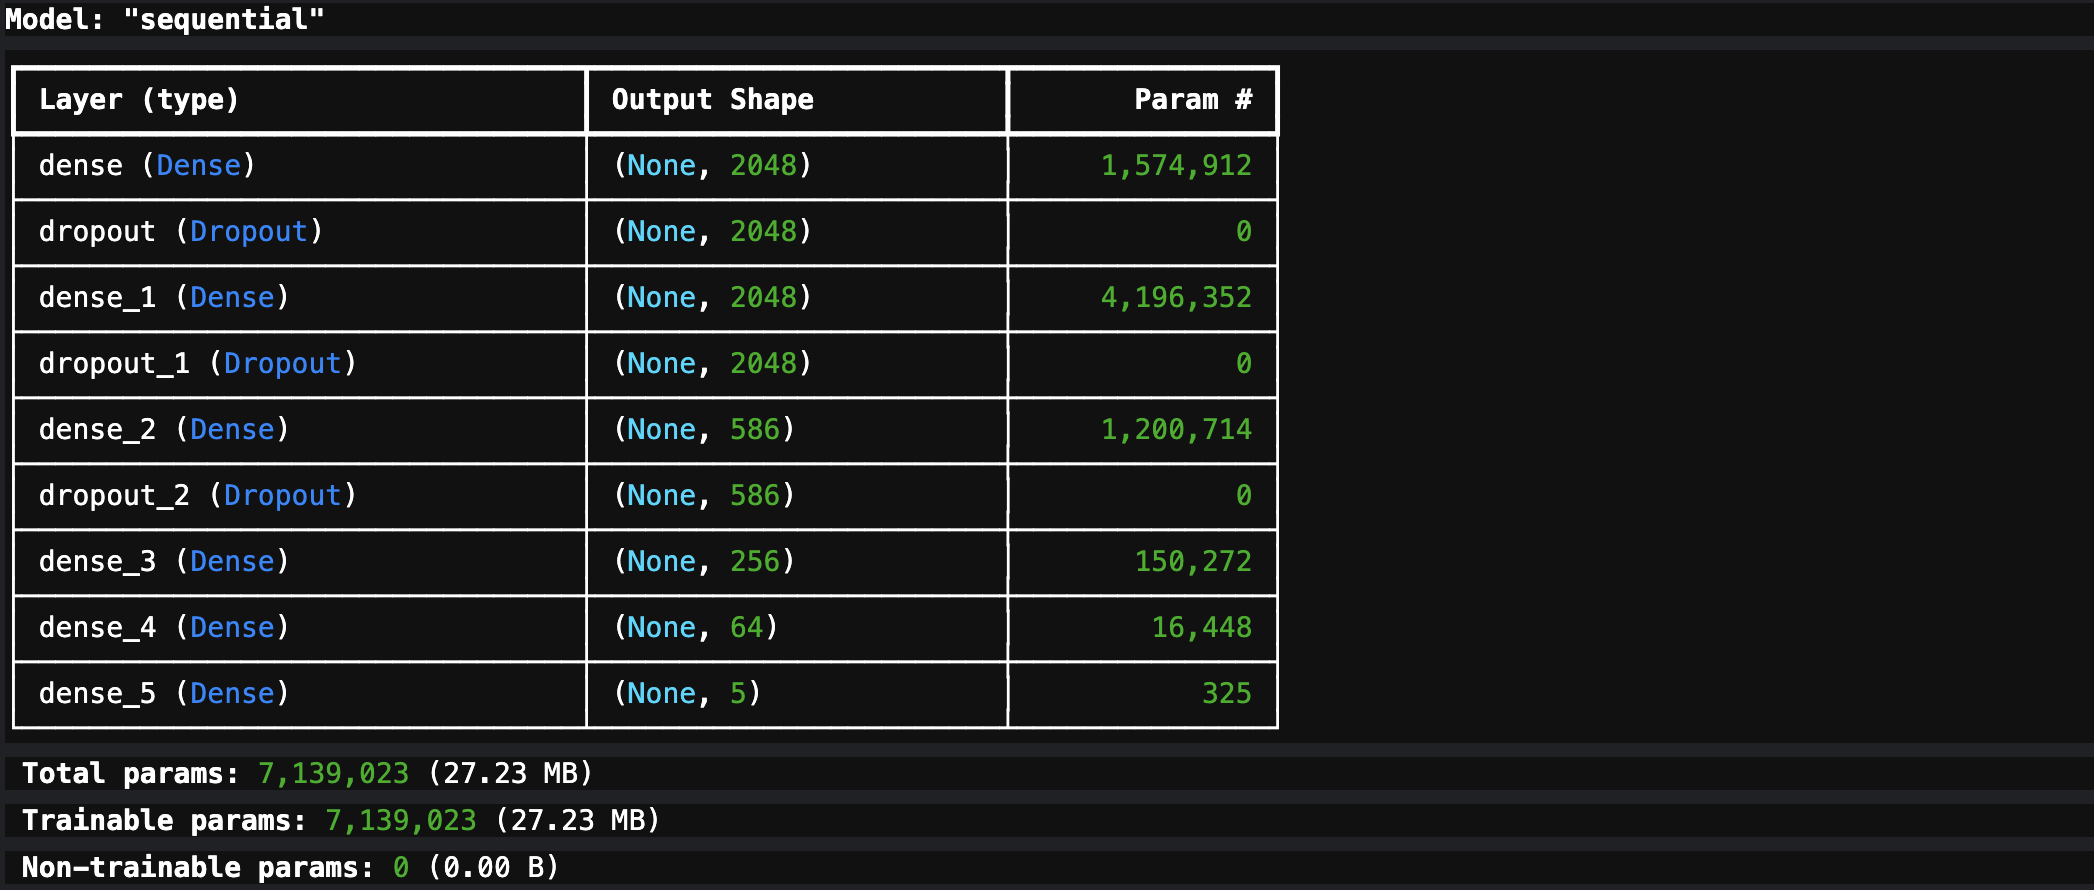 Model: "sequential"
Layer (type) Output Shape Param #
dense (Dense) (None, 2048) 1,574,912
dropout (Dropout) (None, 2048) 0
dense_1 (Dense) (None, 2048) 4,196,352
dropout_1 (Dropout) (None, 2048) 0
dense_2 (Dense) (None, 586) 1,200,714
dropout_2 (Dropout) (None, 586) 0
dense_3 (Dense) (None, 256) 150,272
dense_4 (Dense) (None, 64) 16,448
dense_5 (Dense) (None, 5) 325
Total params: 7,139,023 (27.23 MB)
Trainable params: 7,139,023 (27.23 MB)
Non-trainable params: 0 (0.00 B)